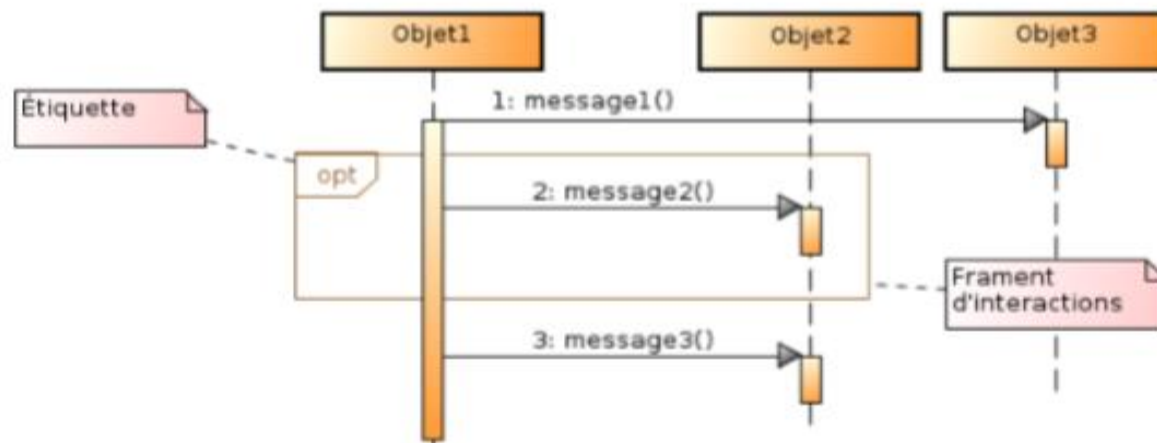 Objet1
Objet2
Objet3
Étiquette
1: message1()
opt
2: message2()
Frament
d'interactions
3: message3()